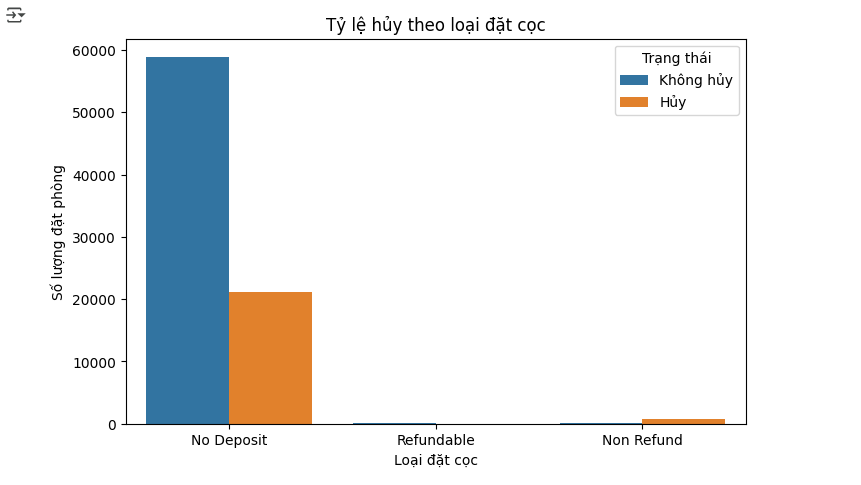 Tỷ lệ hủy theo loại đặt cọc
Trạng thái
Không hủy
Hủy
Số lượng đặt phòng
60000
50000
40000
30000
20000
10000
0
No Deposit
Refundable
Non Refund
Loại đặt cọc